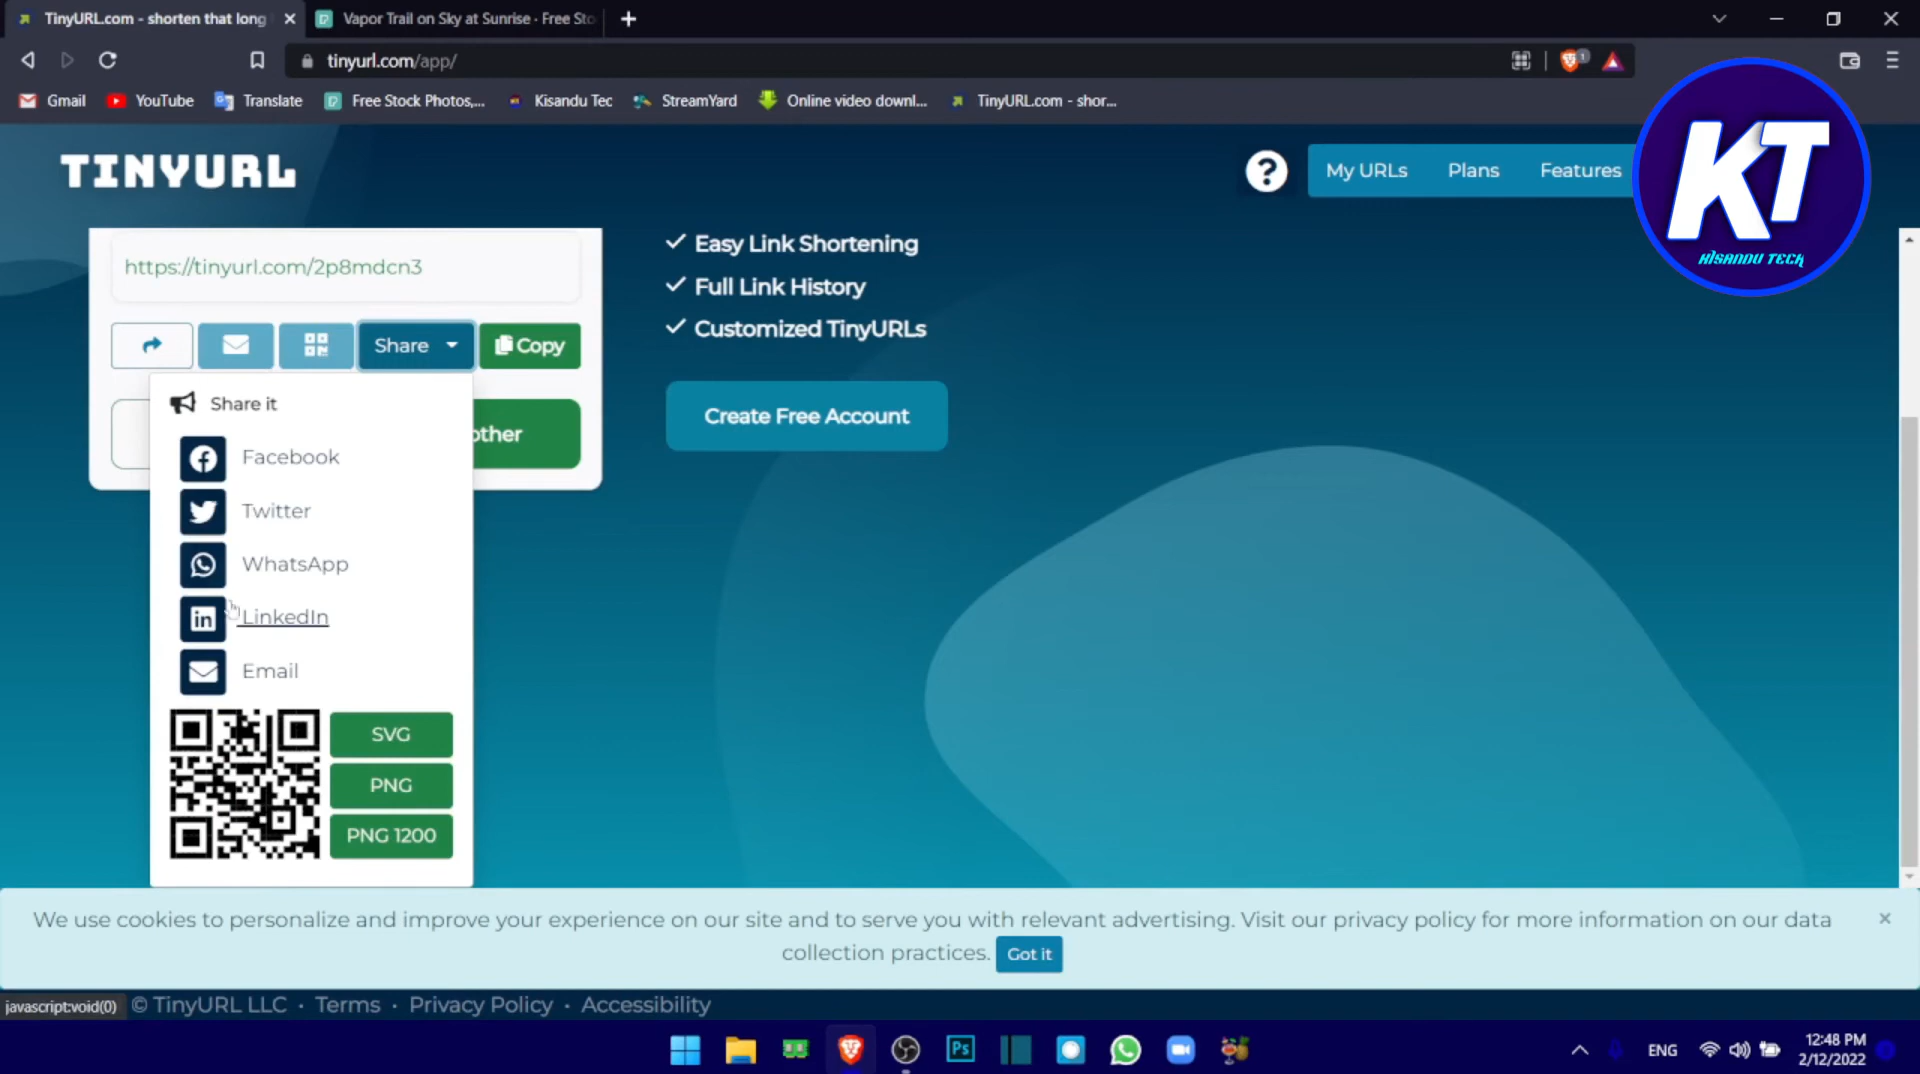 TinyURL.com - shorten that long
Vapor Trail on Sky at Sunrise · Free Sto
tinyurl.com/app/
1
Gmail
YouTube
Translate
Free Stock Photos,...
Kisandu Tec
StreamYard
Online video downl...
TinyURL.com - shor...
TINYURL
?
My URLs
Plans
Features
KT
KISANDU TECK
https://tinyurl.com/2p8mdcn3
Share
Copy
other
Share it
Facebook
Twitter
WhatsApp
LinkedIn
Email
SVG
PNG
PNG 1200
Easy Link Shortening
Full Link History
Customized TinyURLs
Create Free Account
We use cookies to personalize and improve your experience on our site and to serve you with relevant advertising. Visit our privacy policy for more information on our data
collection practices. Got it
javascript:void(0)
© TinyURL LLC · Terms · Privacy Policy · Accessibility
Ps
ENG
12:48 PM
2/12/2022